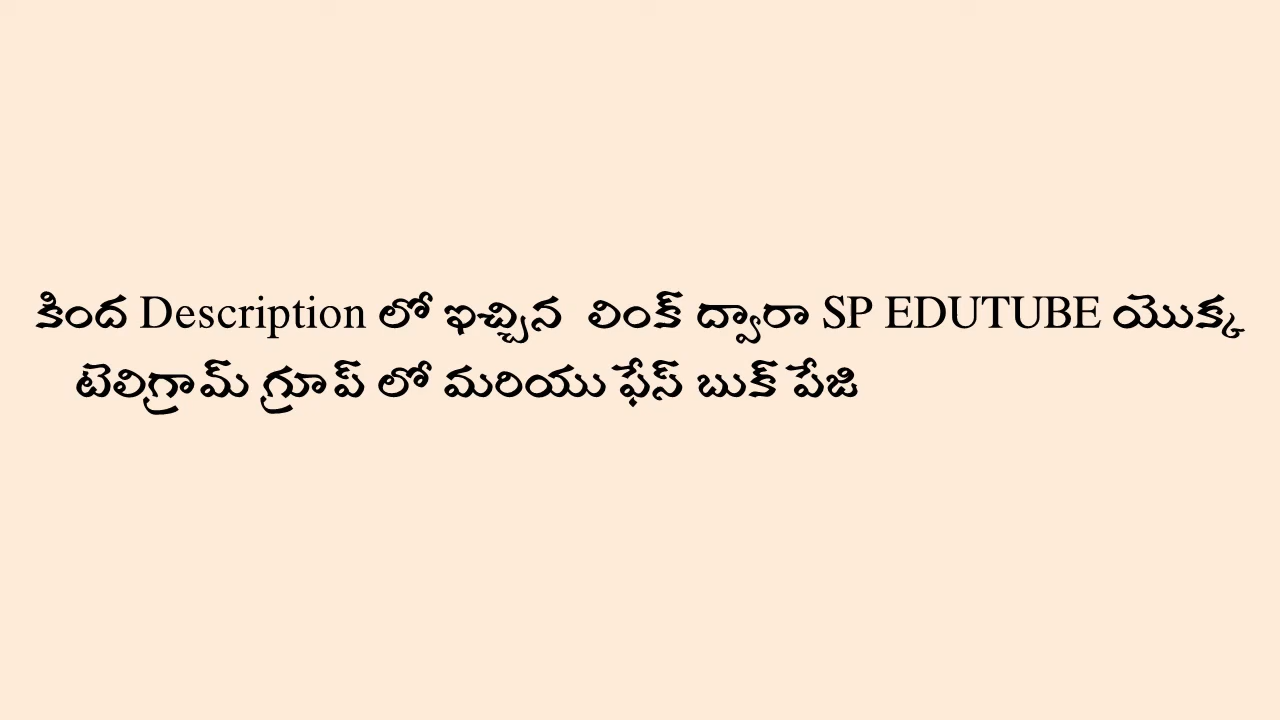 కింద Description లో ఇచ్చిన లింక్ ద్వారా SP EDUTUBE యొక్క
టెలిగ్రామ్ గ్రూప్ లో మరియు ఫేస్ బుక్ పేజి